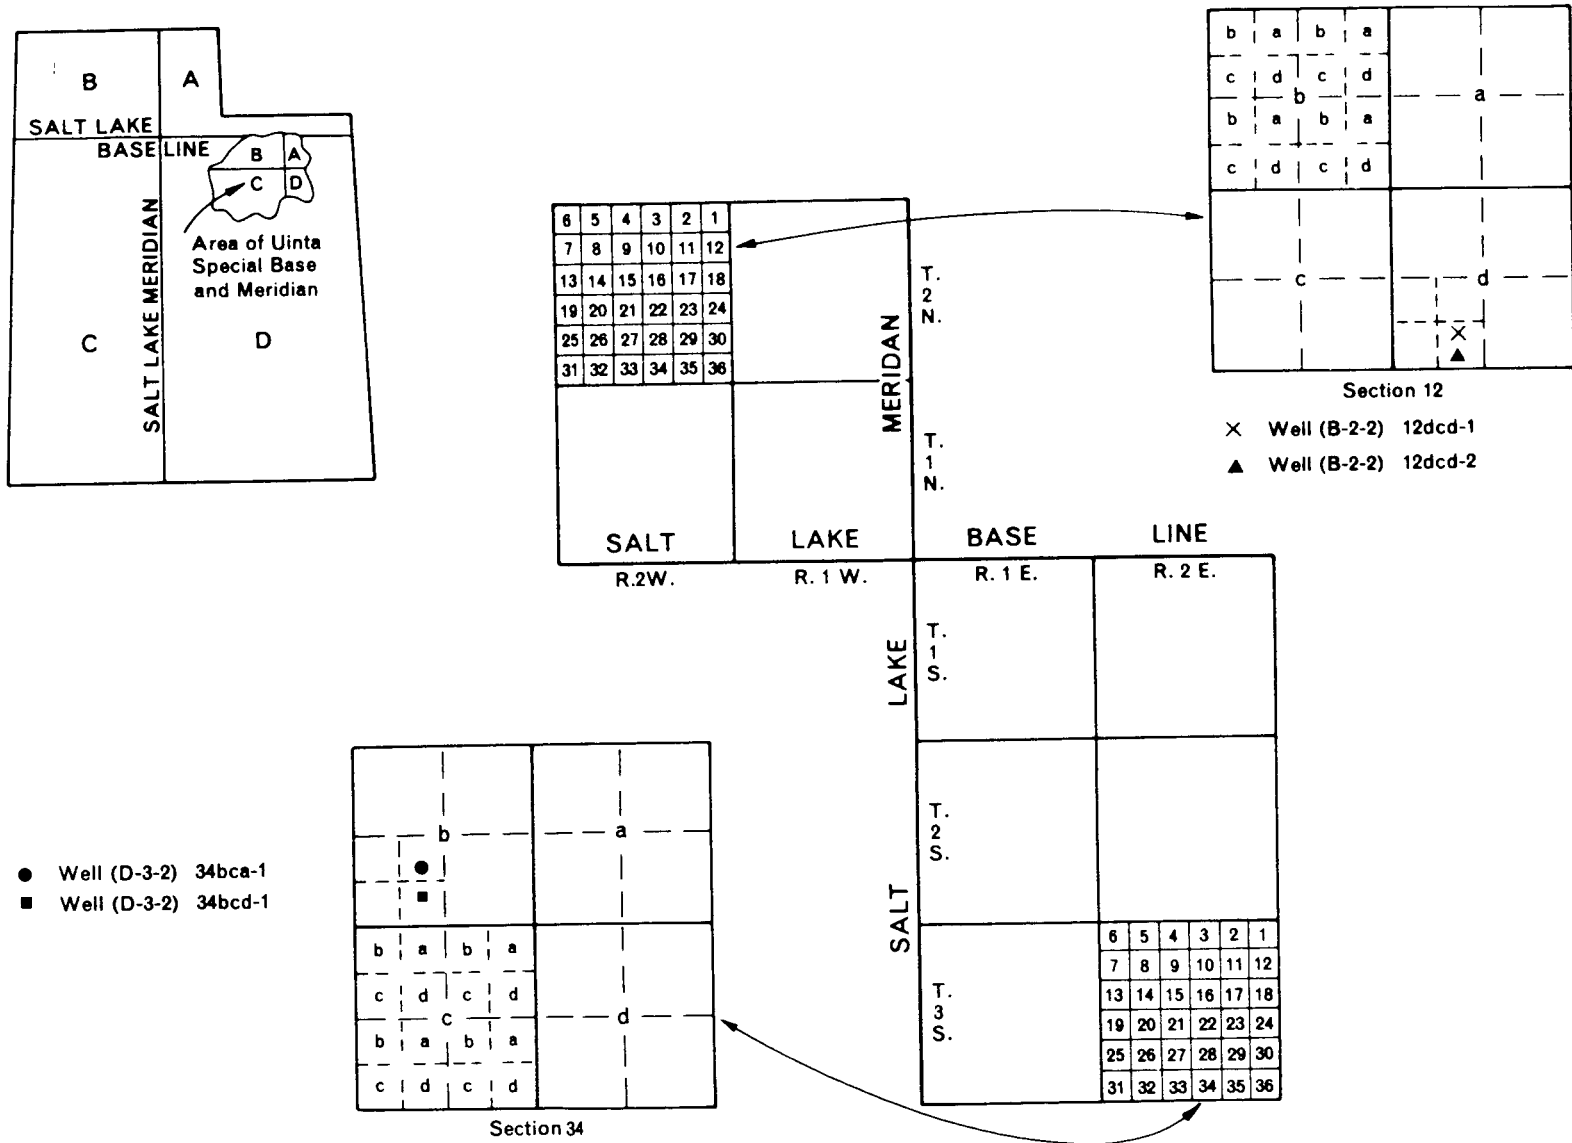 B
A
SALT LAKE
BASE LINE
B
A
C
D
SALT LAKE MERIDIAN
Area of Uinta
Special Base
and Meridian
C
D
6 5 4 3 2 1
7 8 9 10 11 12
13 14 15 16 17 18
19 20 21 22 23 24
25 26 27 28 29 30
31 32 33 34 35 36
MERIDAN
T.
2
N.
T.
1
N.
SALT LAKE BASE LINE
R.2W. R. 1 W. R. 1 E. R. 2 E.
b a b a
c d c d
b
a
b a b a
c d c d
c
d
Section 12
Well (B-2-2) 12dcd-1
Well (B-2-2) 12dcd-2
SALT LAKE
T.
1
S.
T.
2
S.
T.
3
S.
6 5 4 3 2 1
7 8 9 10 11 12
13 14 15 16 17 18
19 20 21 22 23 24
25 26 27 28 29 30
31 32 33 34 35 36
Well (D-3-2) 34bca-1
Well (D-3-2) 34bcd-1
b
a
b a b a
c d c d
c
d
b a b a
c d c d
Section 34